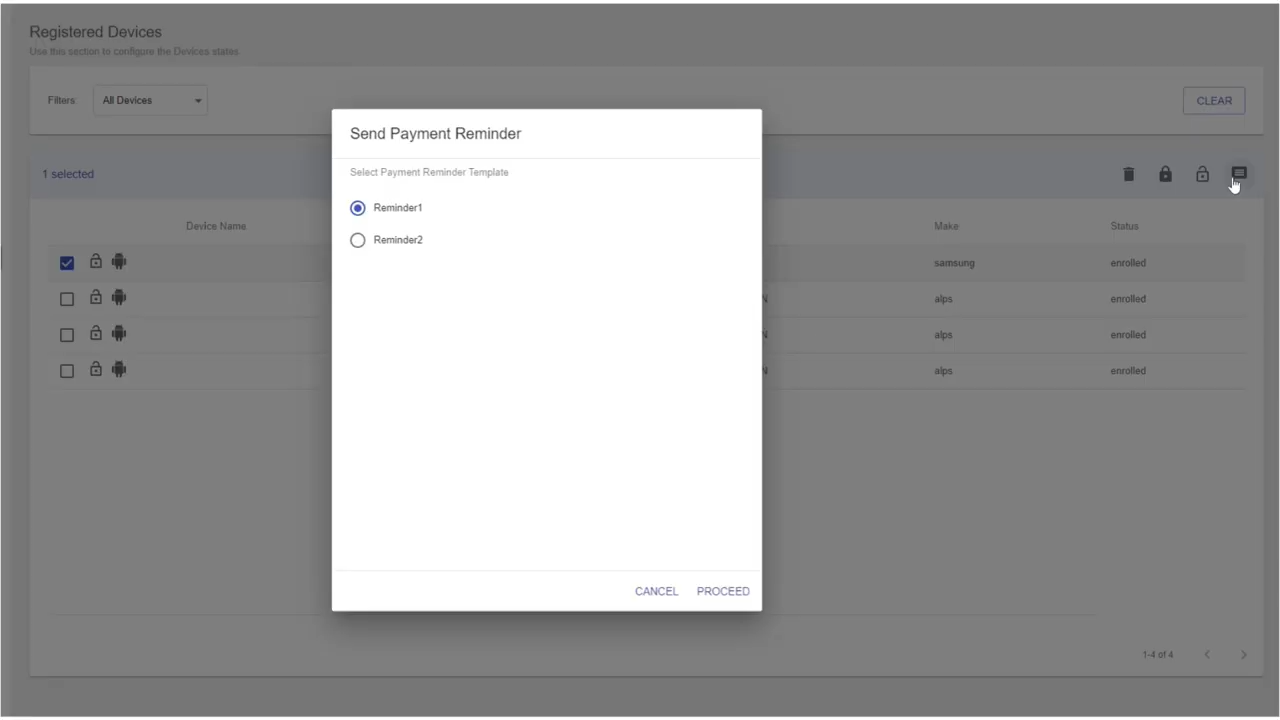 Registered Devices
Use this section to configure the Devices states
Filters: All Devices CLEAR
Send Payment Reminder
Select Payment Reminder Template
1 selected
Reminder1
Reminder2
Device Name Make Status
samsung enrolled
N alps enrolled
N alps enrolled
N alps enrolled
CANCEL PROCEED
1-4 of 4